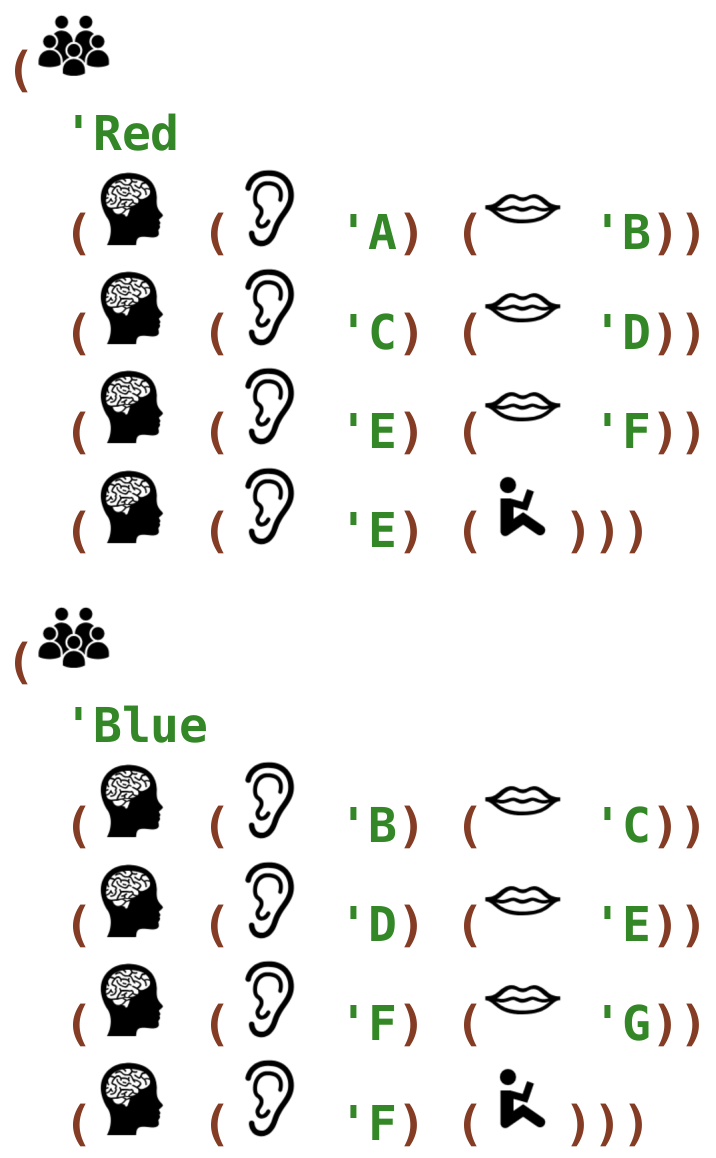 (
'Red
( ( 'A) ( 'B))
( ( 'C) ( 'D))
( ( 'E) ( 'F))
( ( 'E) ( )))
(
'Blue
( ( 'B) ( 'C))
( ( 'D) ( 'E))
( ( 'F) ( 'G))
( ( 'F) ( )))